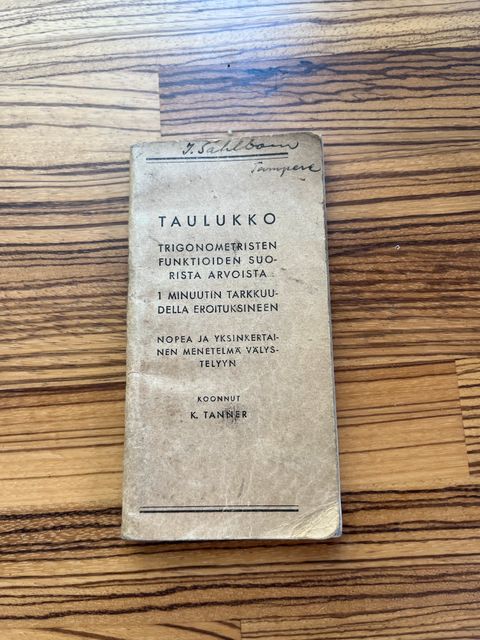 J. Sahlbom
Tampere
TAULUKKO
TRIGONOMETRISTEN
FUNKTIOIDEN SUO-
RISTA ARVOISTA
1 MINUUTIN TARKKUU-
DELLA EROITUKSINEEN
NOPEA JA YKSINKERTAI-
NEN MENETELMÄ VÄLYS-
TELYYN
KOONNUT
K. TANNER